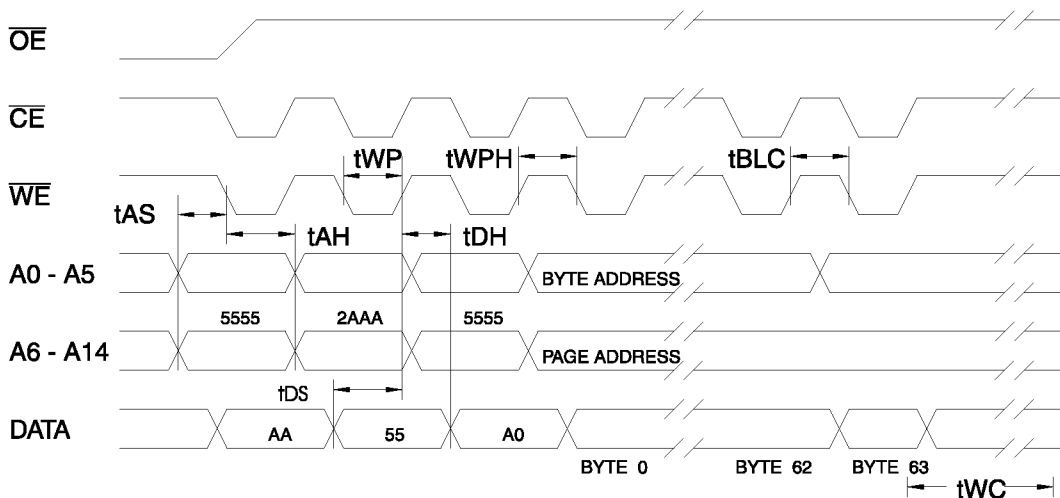 OE
CE
tWP tWPH tBLC
WE
tAS
tAH tDH
A0 - A5 BYTE ADDRESS
5555 2AAA 5555
A6 - A14 PAGE ADDRESS
tDS
DATA AA 55 A0
BYTE 0 BYTE 62 BYTE 63
tWC